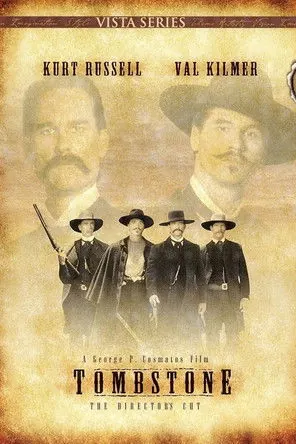 VISTA SERIES
KURT RUSSELL VAL KILMER
A George P. Cosmatos Film
TOMBSTONE
THE DIRECTOR'S CUT